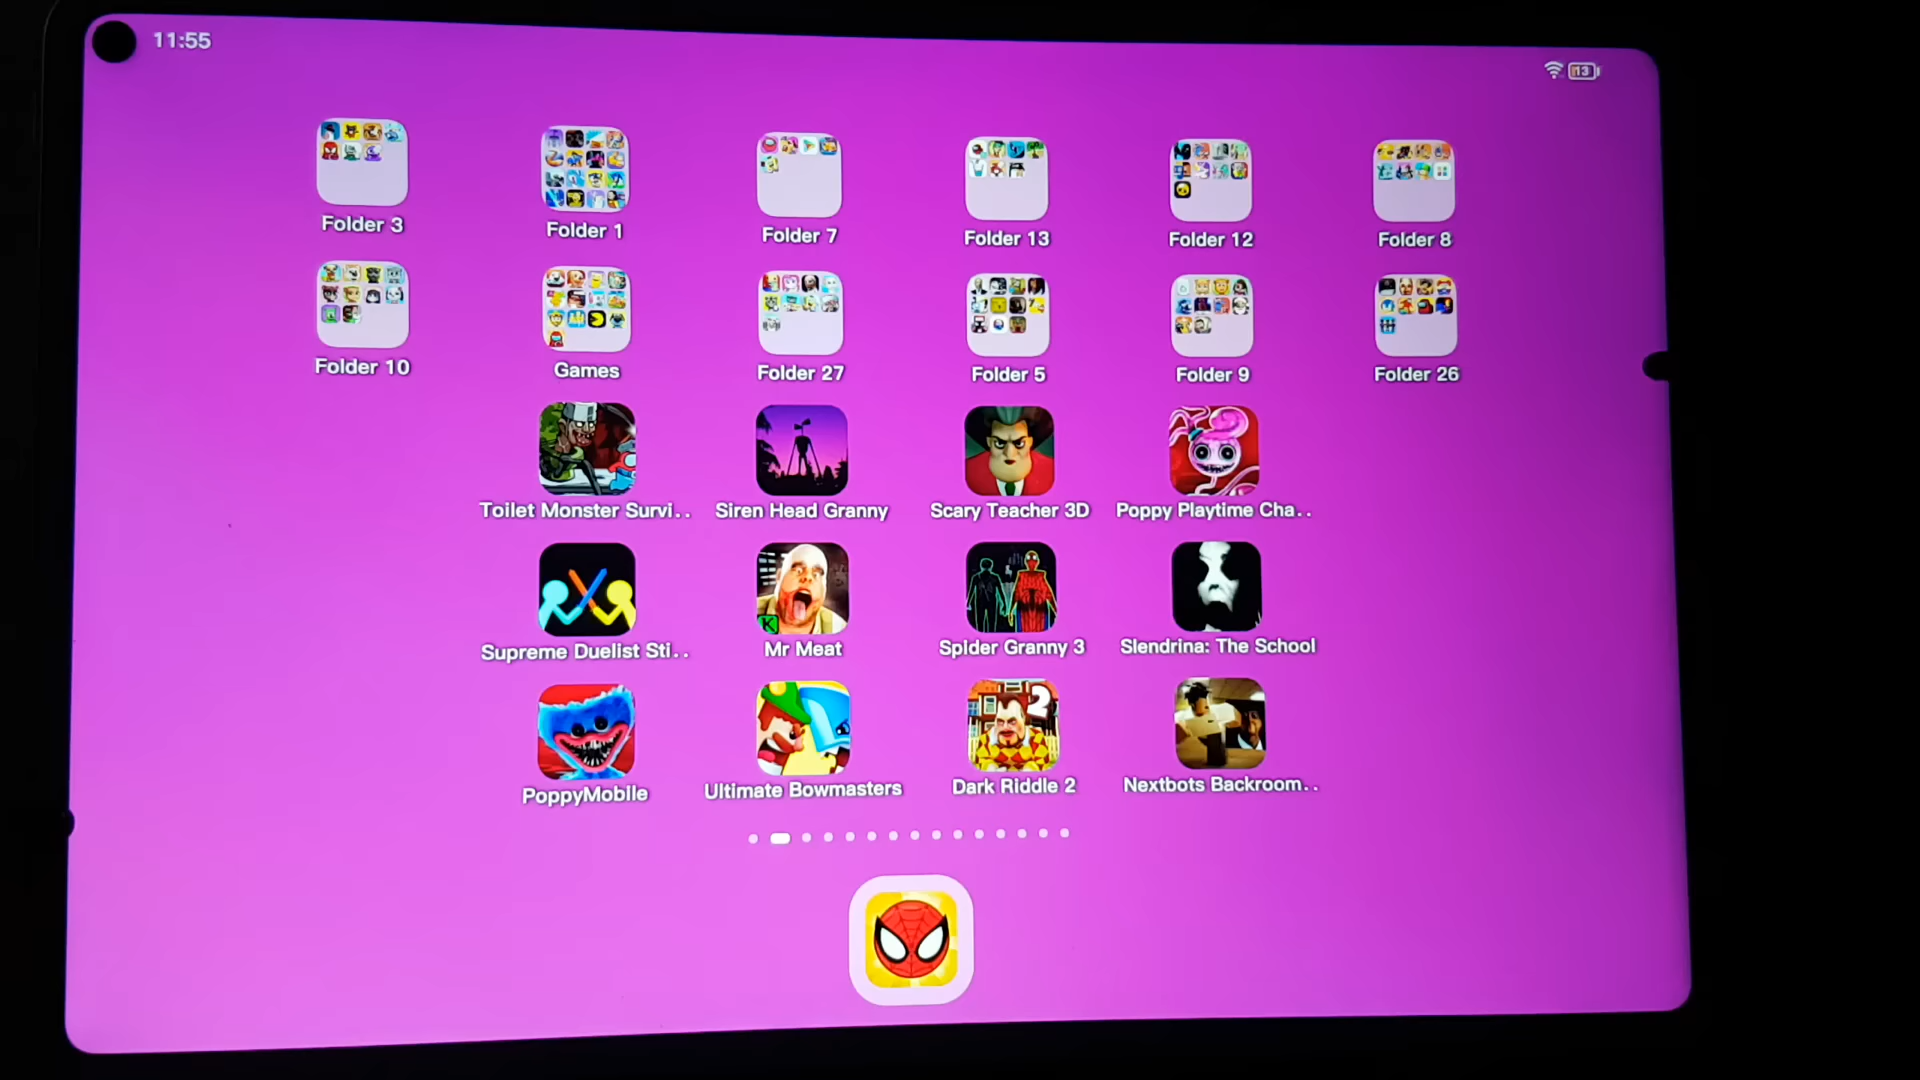 11:55
13
Folder 3
Folder 1
Folder 7
Folder 13
Folder 12
Folder 8
Folder 10
Games
Folder 27
Folder 5
Folder 9
Folder 26
Toilet Monster Survi..
Siren Head Granny
Scary Teacher 3D
Poppy Playtime Cha..
Supreme Duelist Sti..
K
Mr Meat
Spider Granny 3
Slendrina: The School
2
PoppyMobile
Ultimate Bowmasters
Dark Riddle 2
Nextbots Backroom..